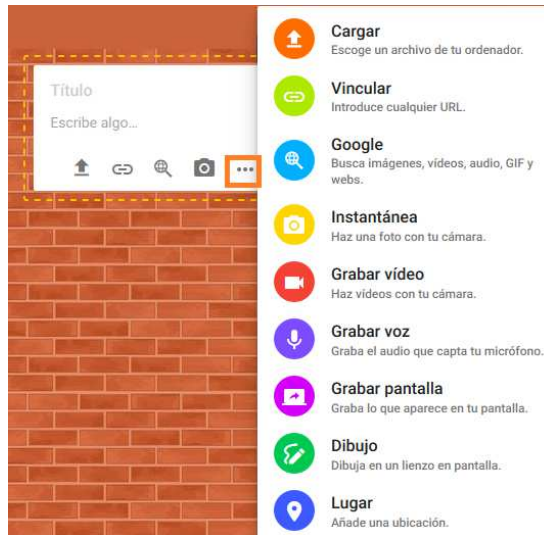 Título
Escribe algo...
Cargar
Escoge un archivo de tu ordenador.
Vincular
Introduce cualquier URL.
Google
Busca imágenes, vídeos, audio, GIF y
webs.
Instantánea
Haz una foto con tu cámara.
Grabar vídeo
Haz vídeos con tu cámara.
Grabar voz
Graba el audio que capta tu micrófono.
Grabar pantalla
Graba lo que aparece en tu pantalla.
Dibujo
Dibuja en un lienzo en pantalla.
Lugar
Añade una ubicación.